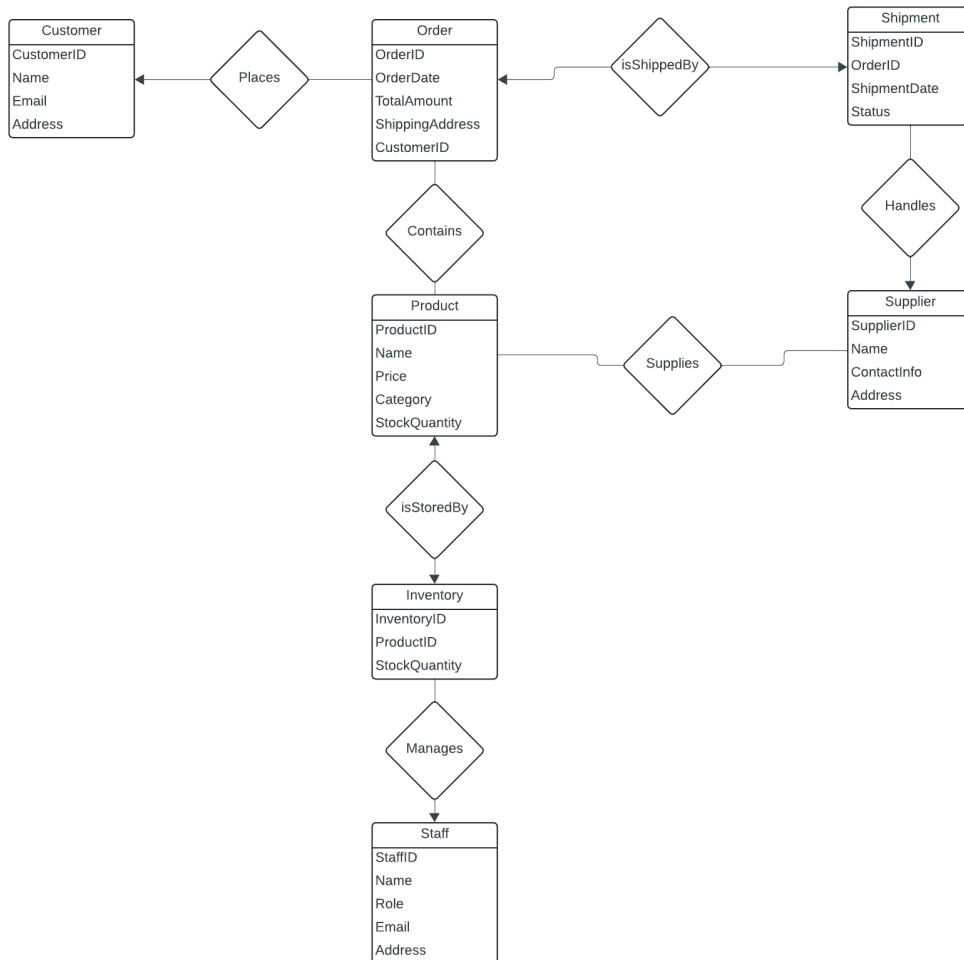 Customer
CustomerID
Name
Email
Address
Places
Order
OrderID
OrderDate
TotalAmount
ShippingAddress
CustomerID
isShippedBy
Shipment
ShipmentID
OrderID
ShipmentDate
Status
Handles
Contains
Product
ProductID
Name
Price
Category
StockQuantity
Supplies
Supplier
SupplierID
Name
ContactInfo
Address
isStoredBy
Inventory
InventoryID
ProductID
StockQuantity
Manages
Staff
StaffID
Name
Role
Email
Address